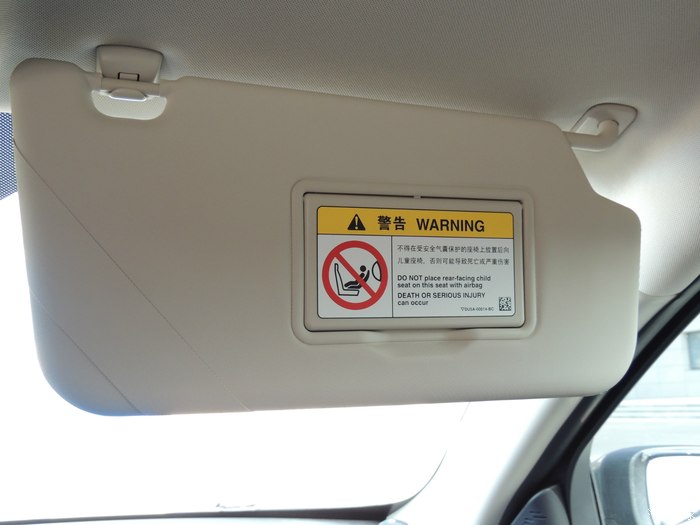 警告 WARNING
不得在受安全气囊保护的座椅上放置后向
儿童座椅，否则可能导致死亡或严重伤害
DO NOT place rear-facing child
seat on this seat with airbag
DEATH OR SERIOUS INJURY
can occur